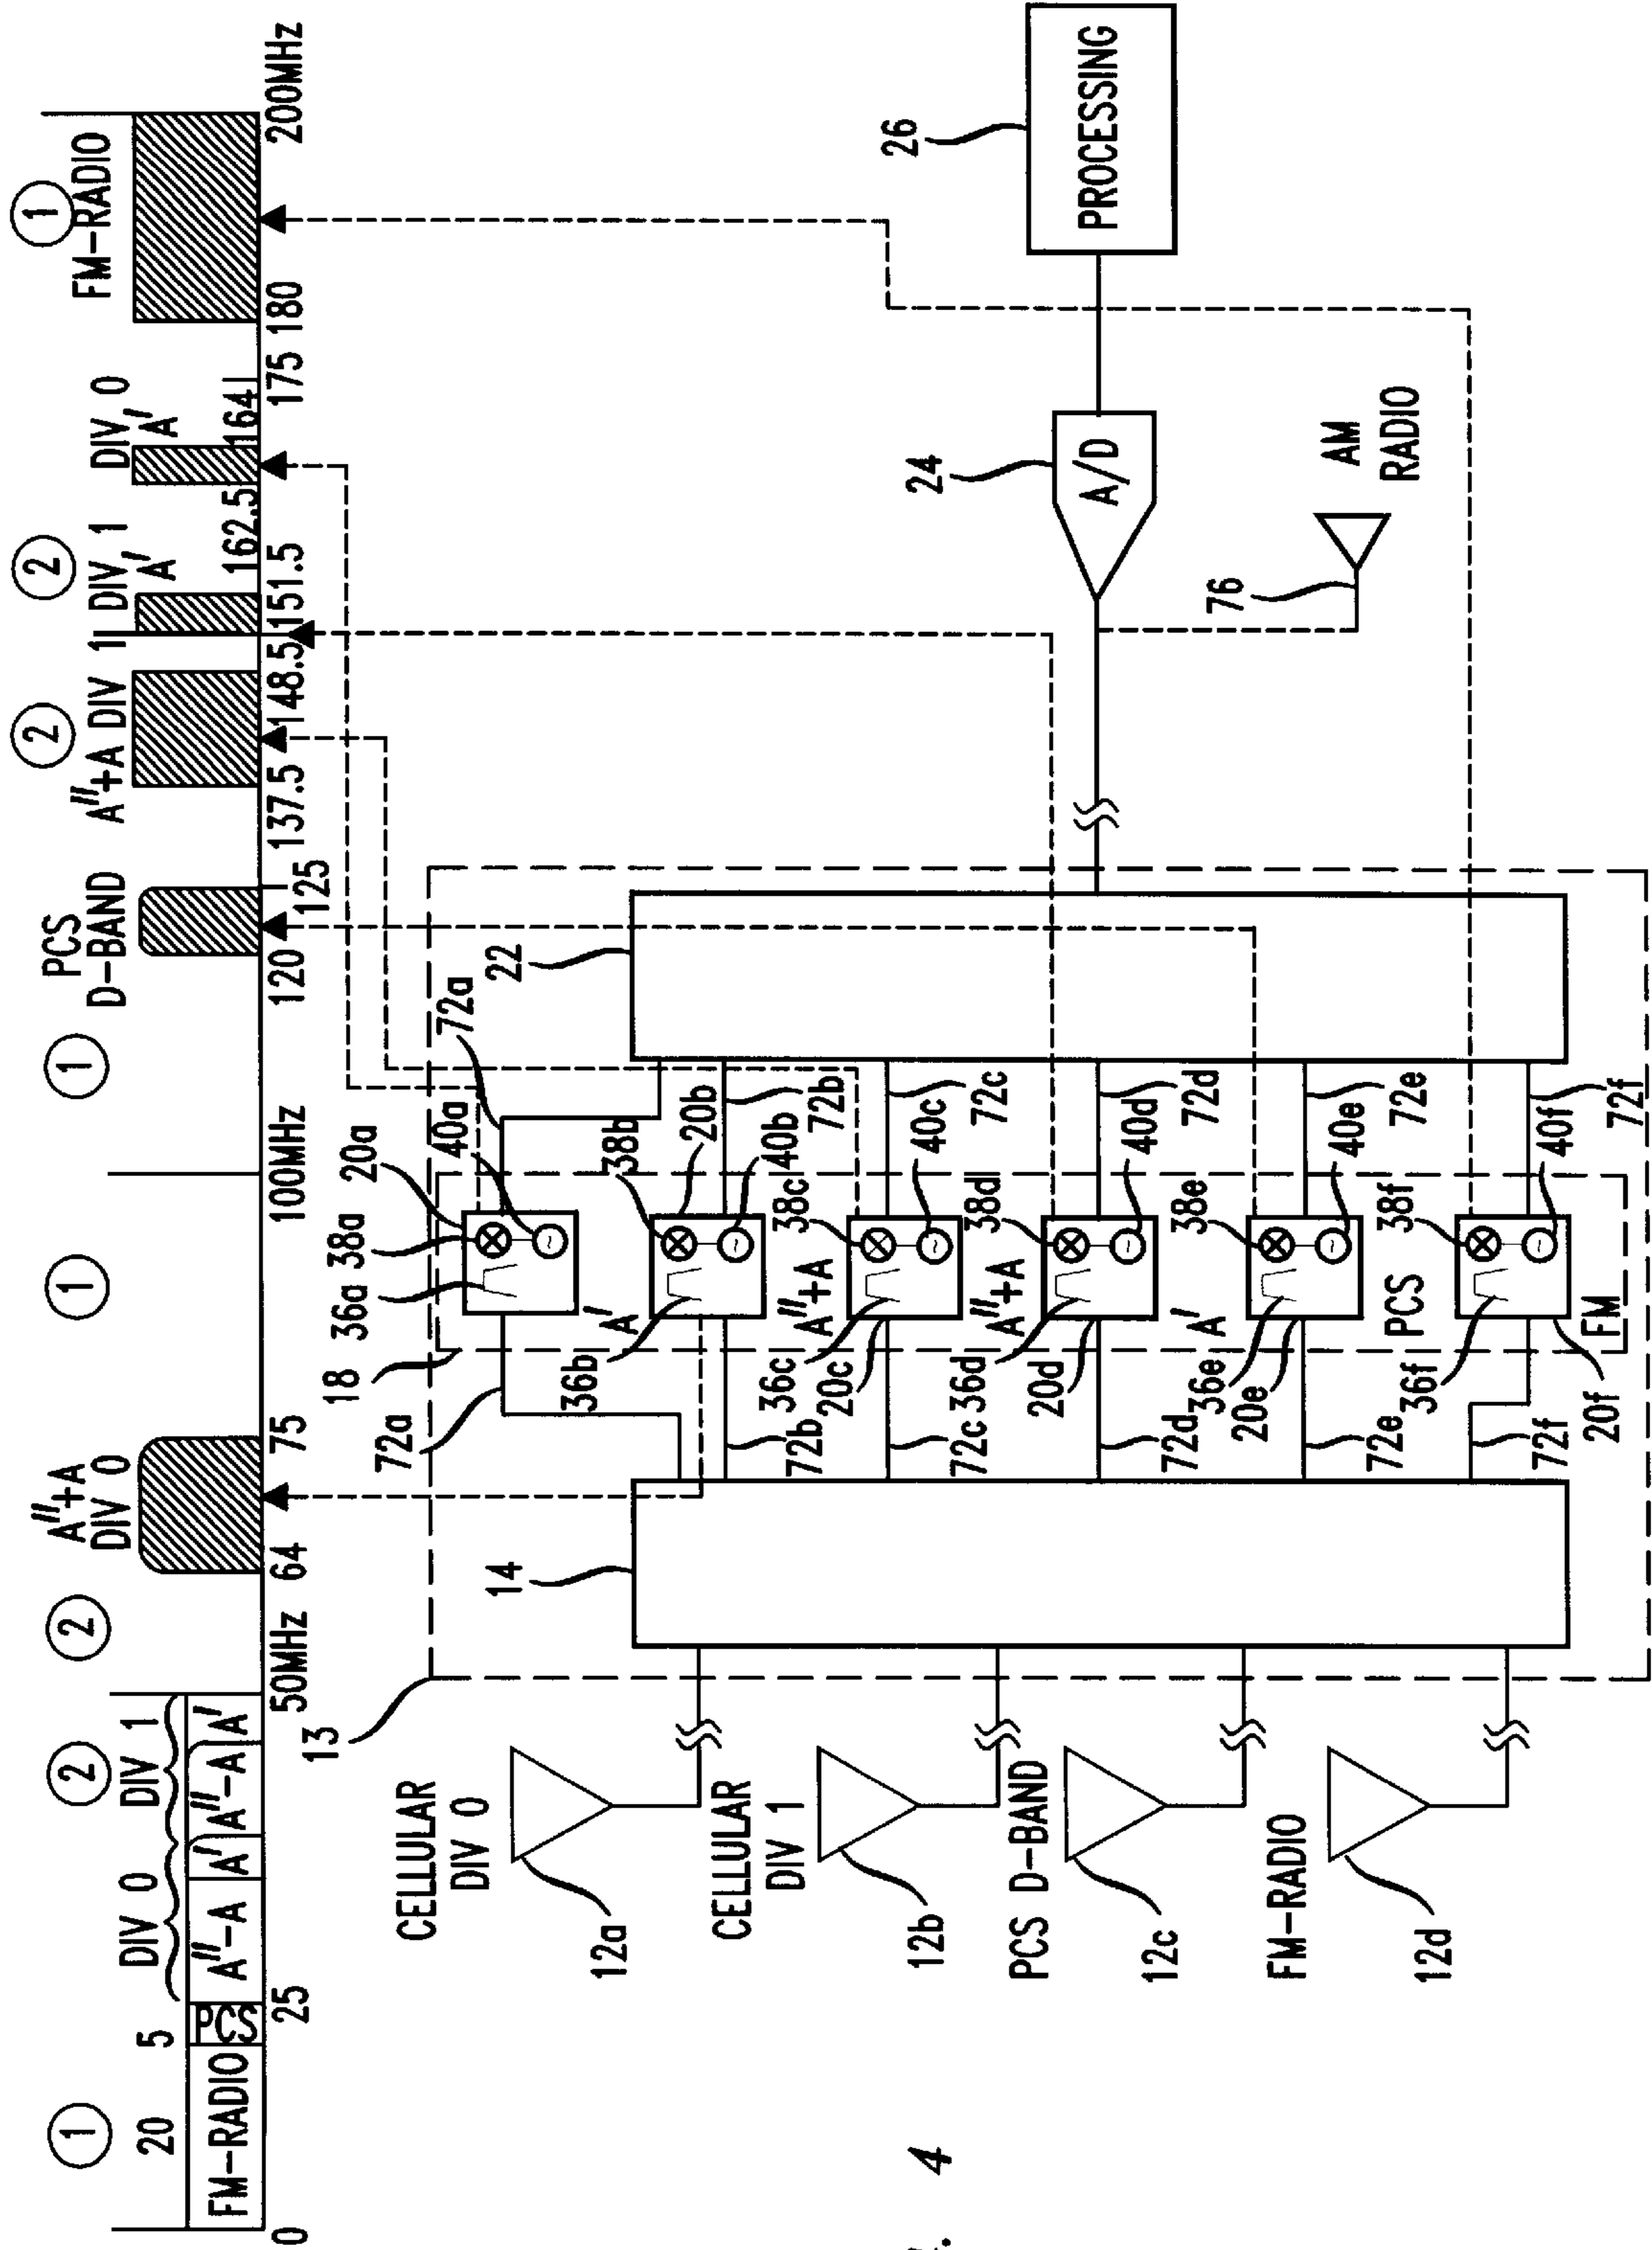 1
20
5
DIV 0
2
DIV 1
FM-RADIO
PCS
A''-A
A'
A''-A
A'
0
25
50MHz
2
A''+A
DIV 0
64
75
1
100MHz
1
PCS
D-BAND
120
125
2
A''+A DIV 1
137.5
148.5
2
DIV, 1
A'
151.5
162.5
DIV, 0
A'
164
175
1
FM-RADIO
180
200MHz
13
CELLULAR
DIV 0
12a
CELLULAR
DIV 1
12b
PCS D-BAND
12c
FM-RADIO
12d
14
18
72a
36a
38a
20a
40a
72a
A'
36b
38b
20b
40b
72b
72b
A''+A
36c
38c
20c
40c
72c
72c
A''+A
36d
38d
20d
40d
72d
72d
A'
36e
38e
20e
40e
72e
72e
PCS
36f
38f
20f
40f
72f
72f
FM
22
24
A/D
26
PROCESSING
76
AM
RADIO
4